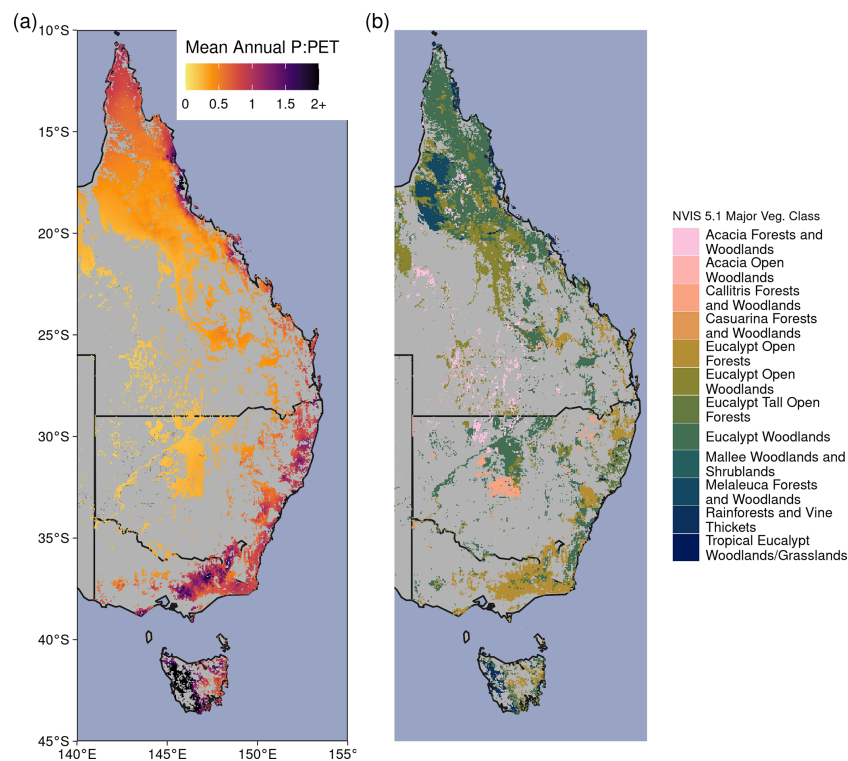 (a)
(b)
10°S
15°S
20°S
25°S
30°S
35°S
40°S
45°S
140°E
145°E
150°E
155°
Mean Annual P:PET
0
0.5
1
1.5
2+
NVIS 5.1 Major Veg. Class
Acacia Forests and
Woodlands
Acacia Open
Woodlands
Callitris Forests
and Woodlands
Casuarina Forests
and Woodlands
Eucalypt Open
Forests
Eucalypt Open
Woodlands
Eucalypt Tall Open
Forests
Eucalypt Woodlands
Mallee Woodlands and
Shrublands
Melaleuca Forests
and Woodlands
Rainforests and Vine
Thickets
Tropical Eucalypt
Woodlands/Grasslands